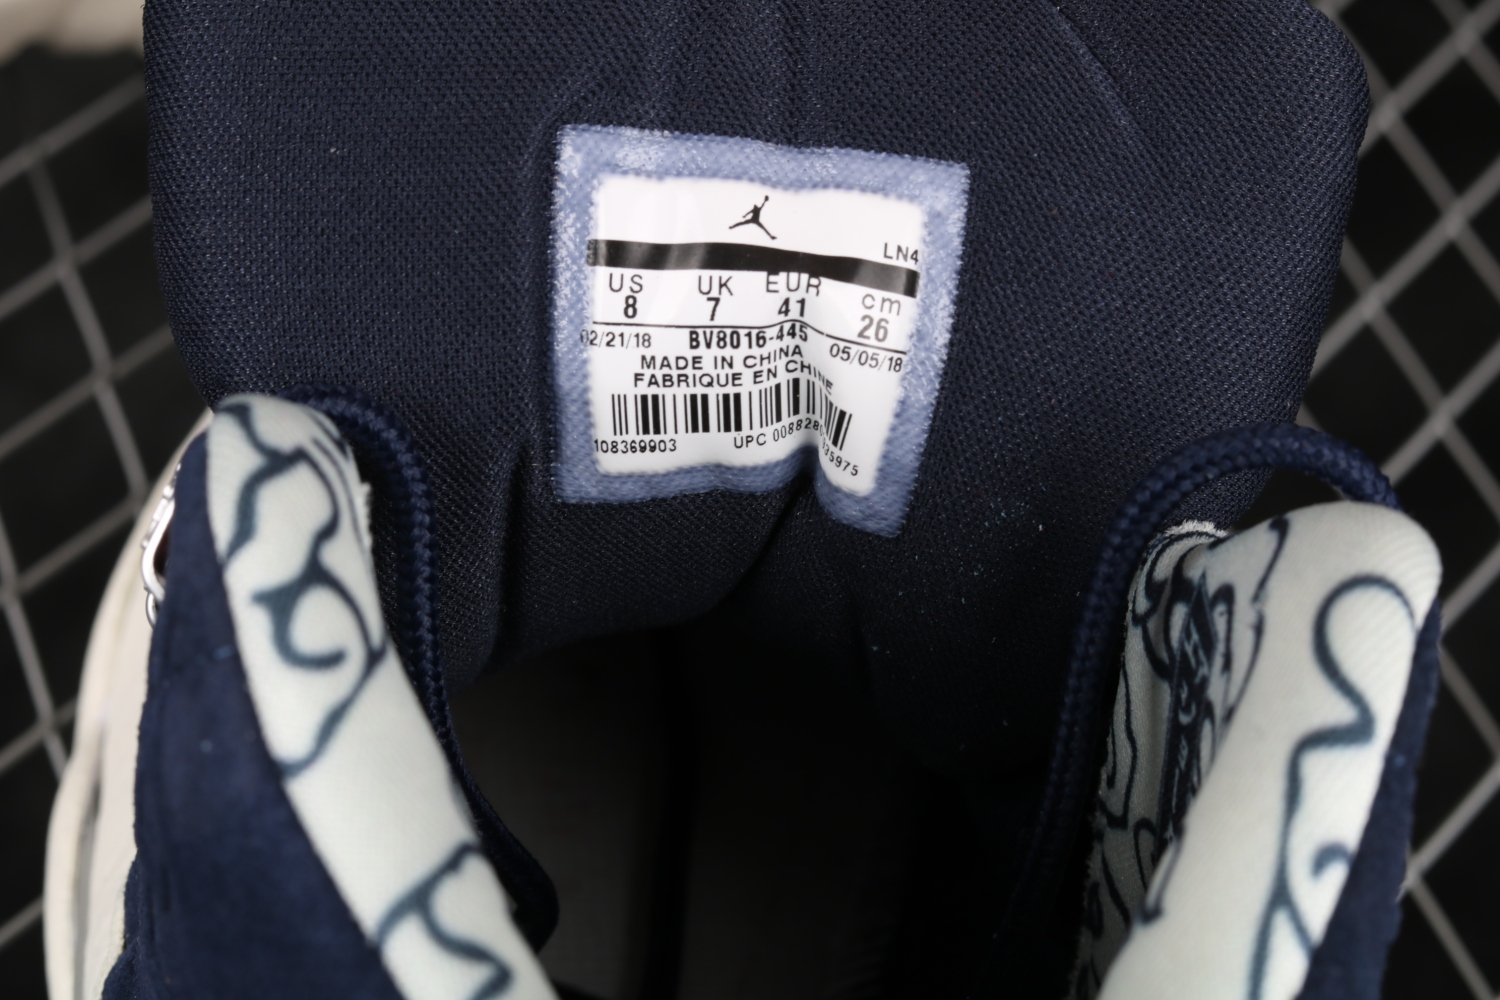 LN4
US UK EUR cm
8 7 41 26
02/21/18 BV8016-445 05/05/18
MADE IN CHINA
FABRIQUE EN CHINE
108369903 UPC